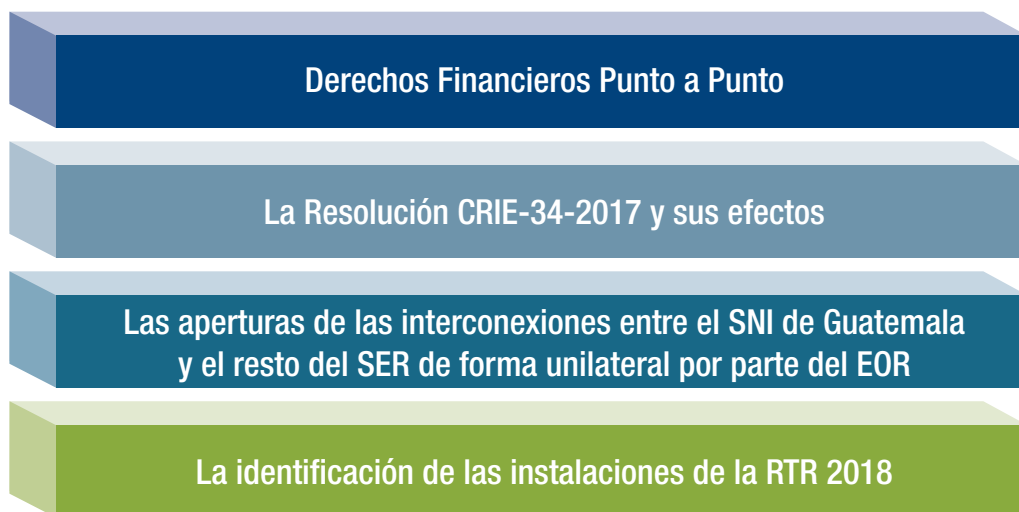 Derechos Financieros Punto a Punto
La Resolución CRIE-34-2017 y sus efectos
Las aperturas de las interconexiones entre el SNI de Guatemala
y el resto del SER de forma unilateral por parte del EOR
La identificación de las instalaciones de la RTR 2018